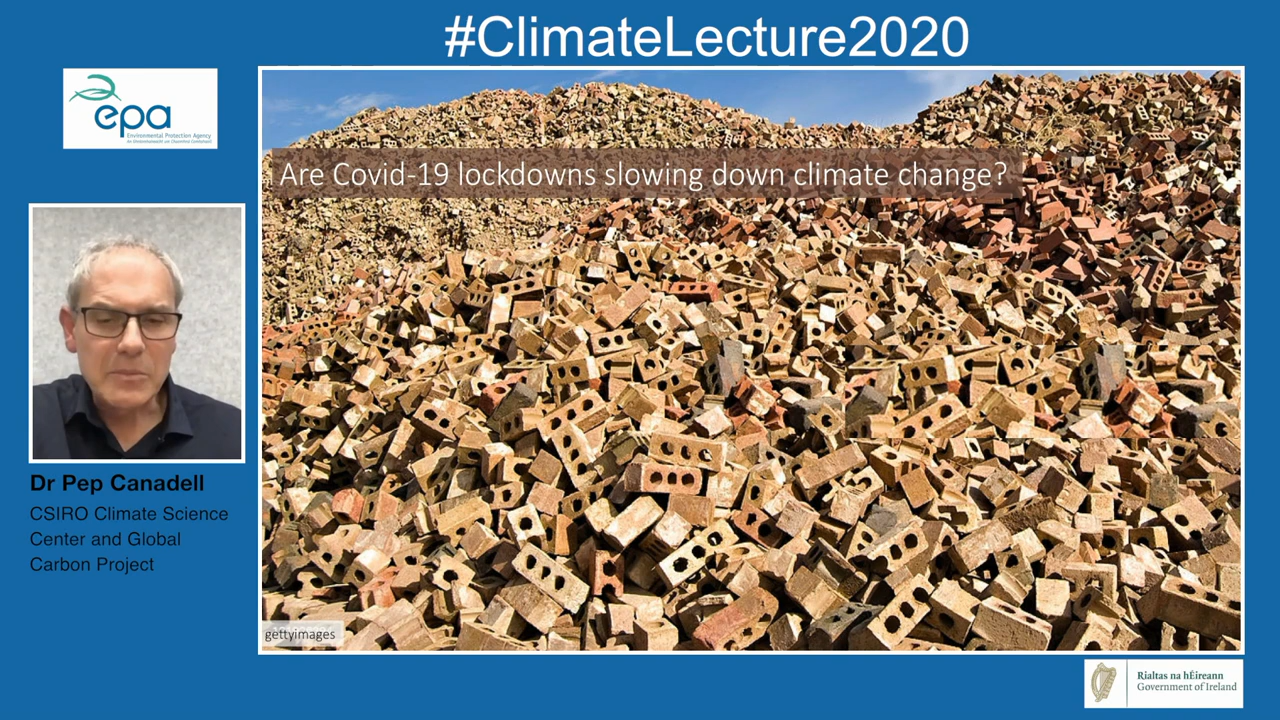 #ClimateLecture2020
epa
Environmental Protection Agency
Are Covid-19 lockdowns slowing down climate change?
Dr Pep Canadell
CSIRO Climate Science
Center and Global
Carbon Project
gettyimages
Rialtas na hÉireann
Government of Ireland